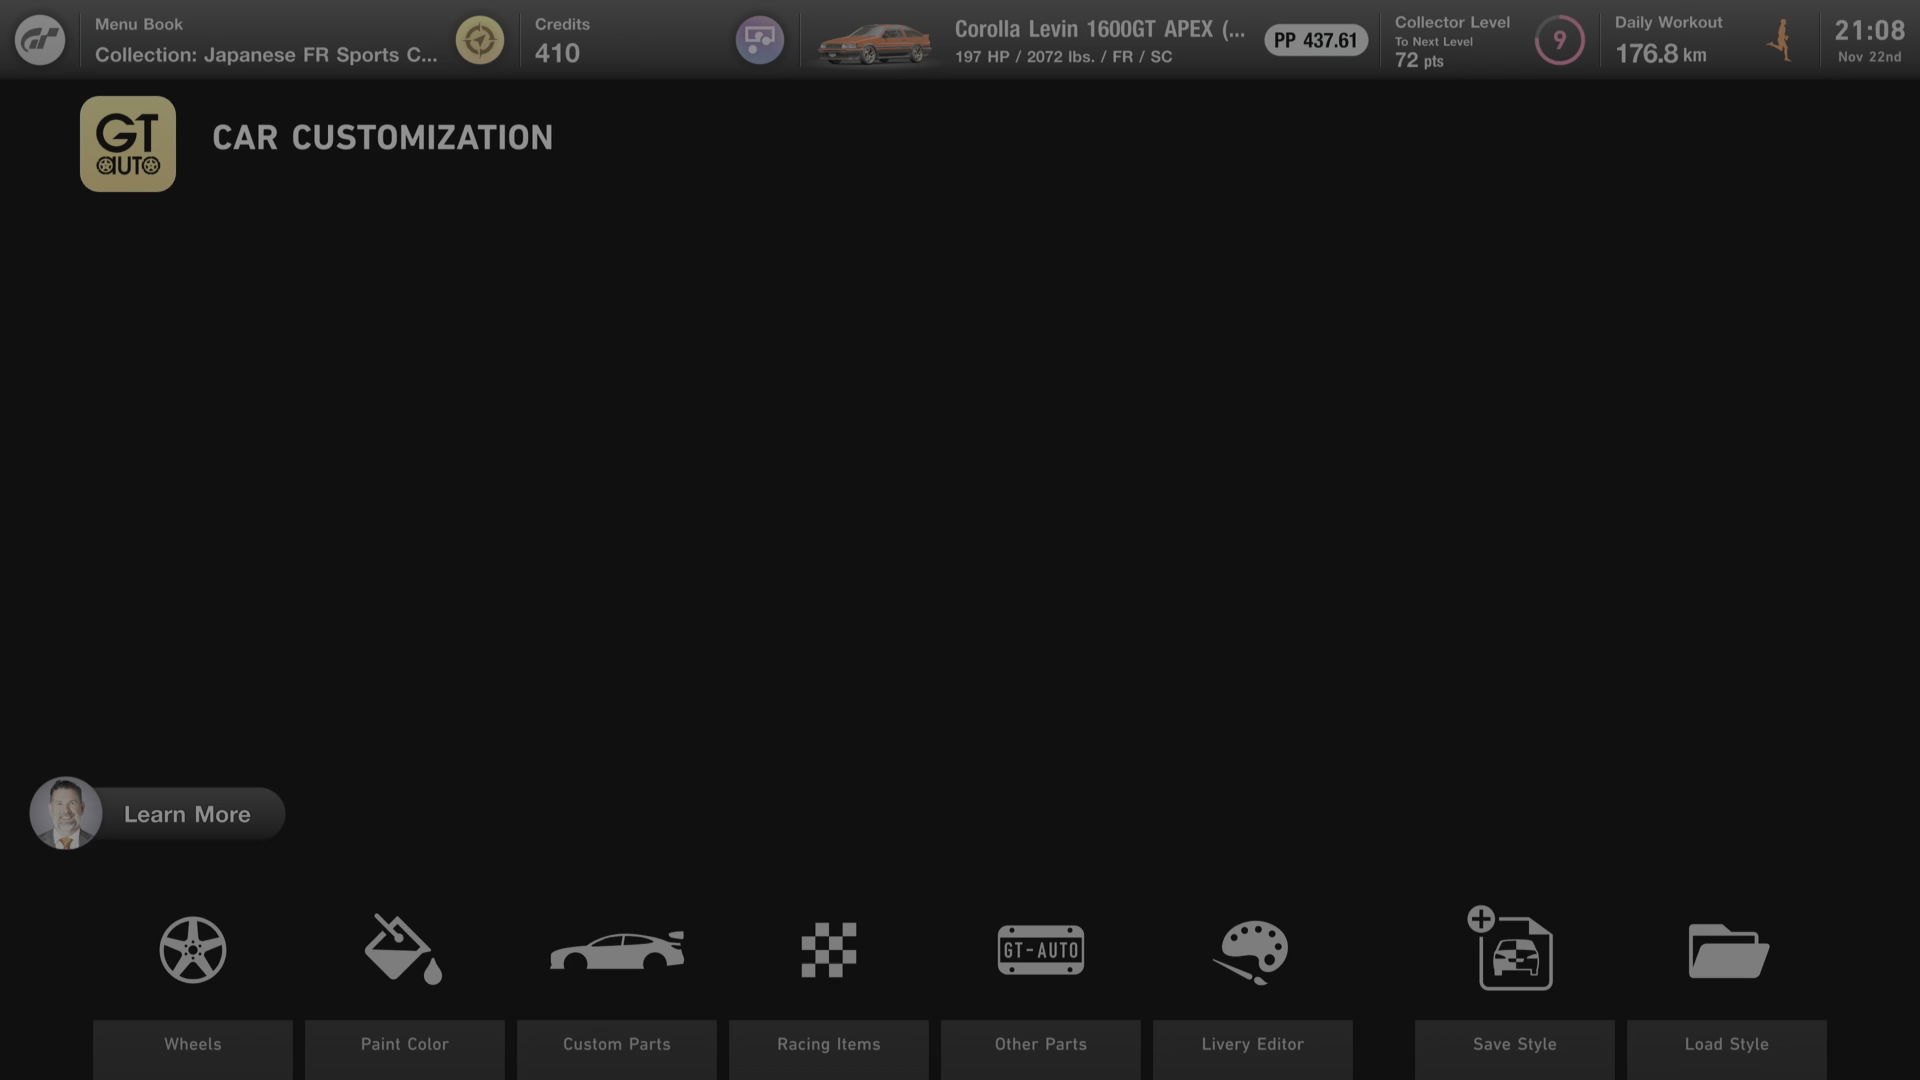 Menu Book
Collection: Japanese FR Sports C...
Credits
410
Corolla Levin 1600GT APEX (...
197 HP / 2072 lbs. / FR / SC
PP 437.61
Collector Level
To Next Level
72 pts
9
Daily Workout
176.8 km
21:08
Nov 22nd
GT
AUTO
CAR CUSTOMIZATION
Learn More
GT-AUTO
Wheels
Paint Color
Custom Parts
Racing Items
Other Parts
Livery Editor
Save Style
Load Style